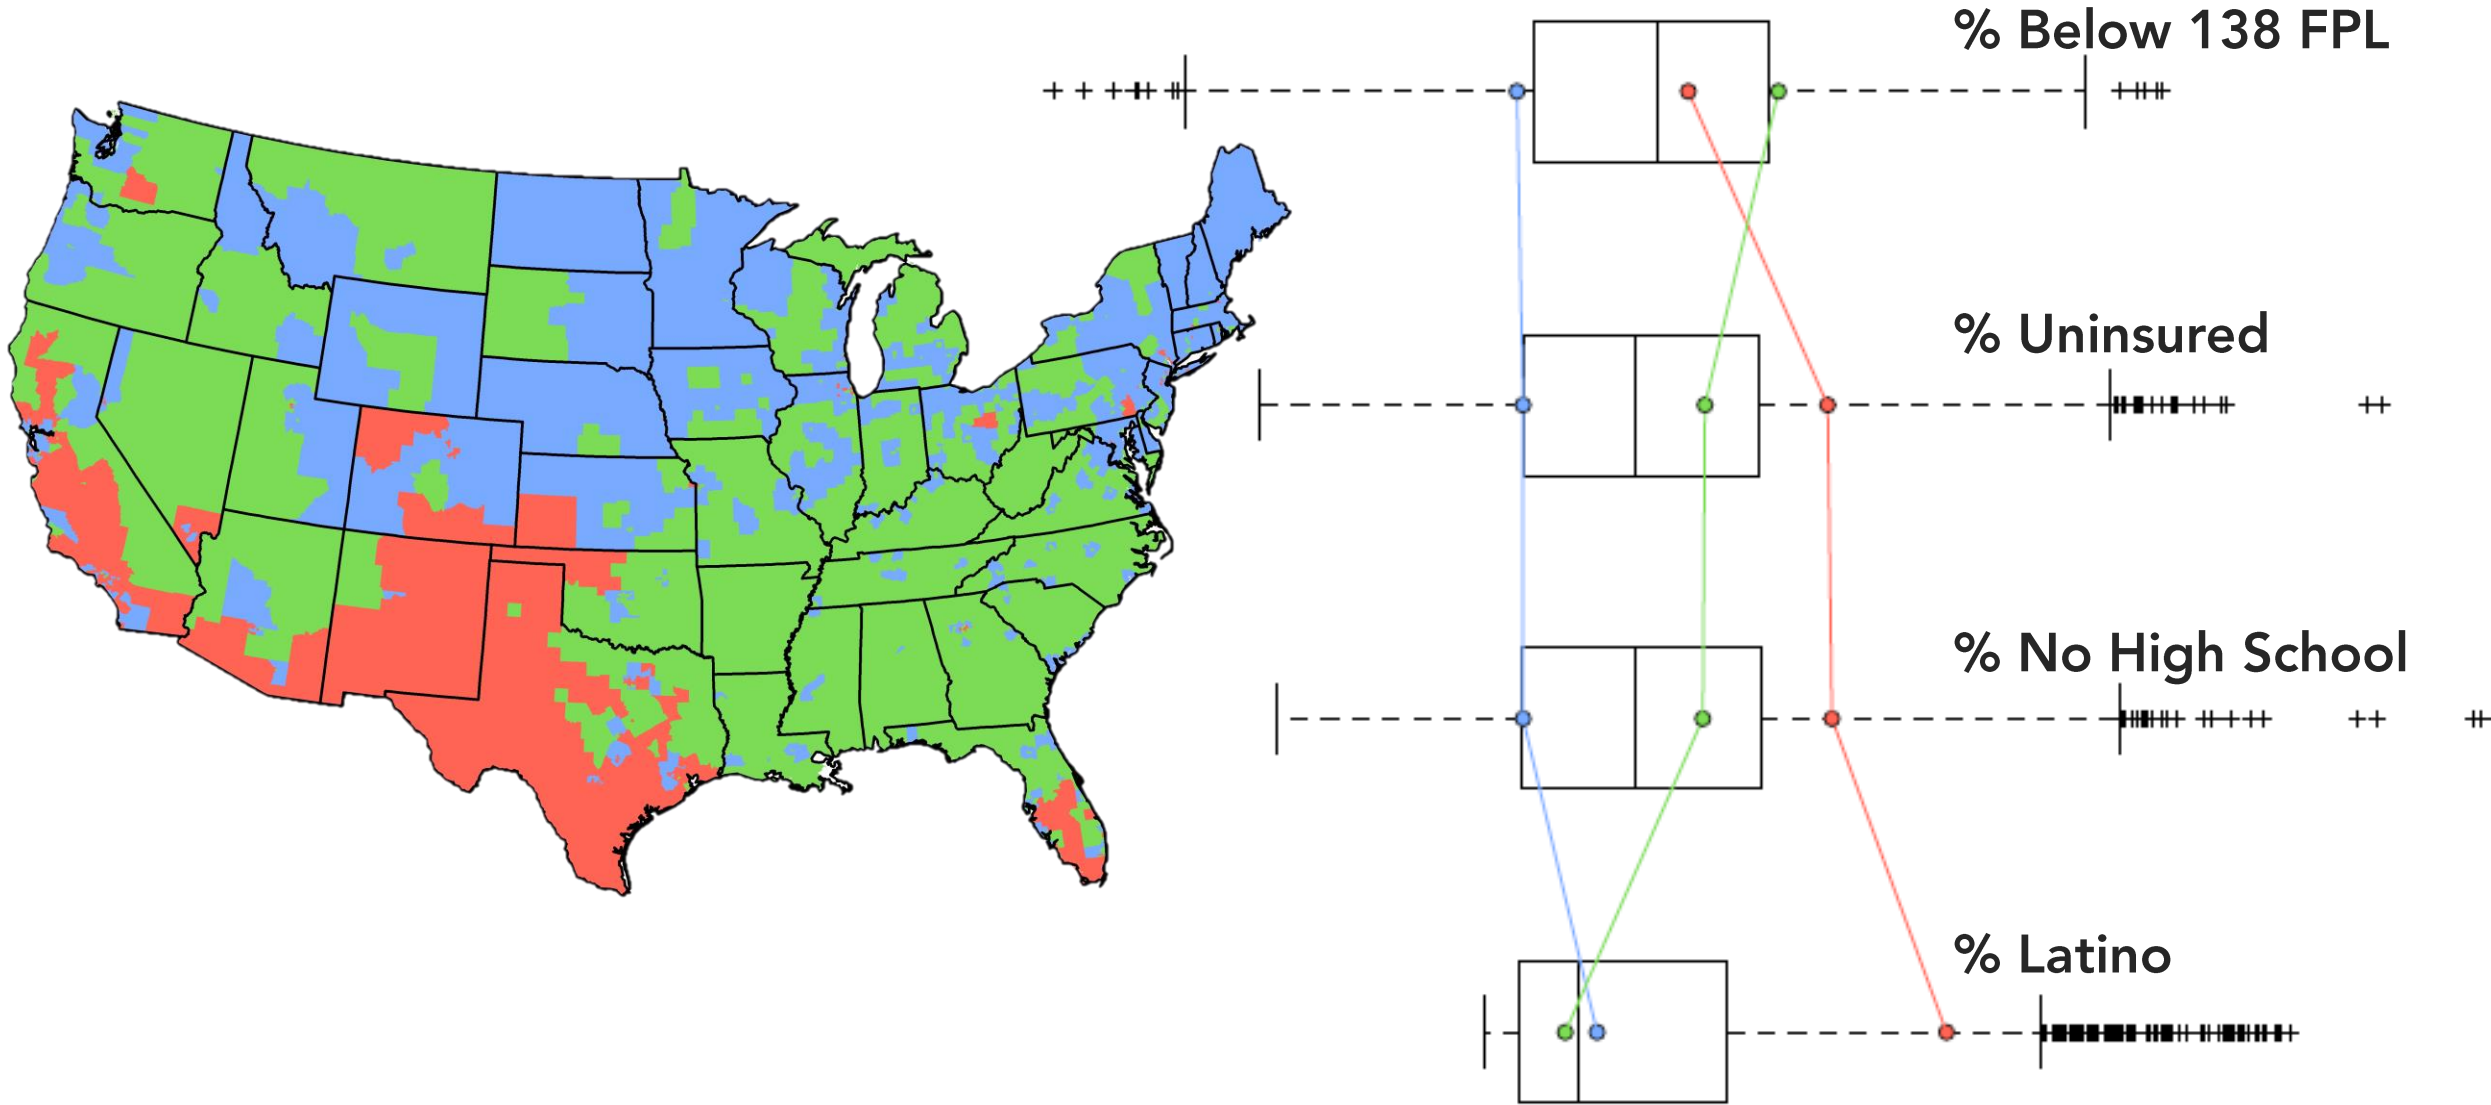 % Below 138 FPL
% Uninsured
% No High School
% Latino